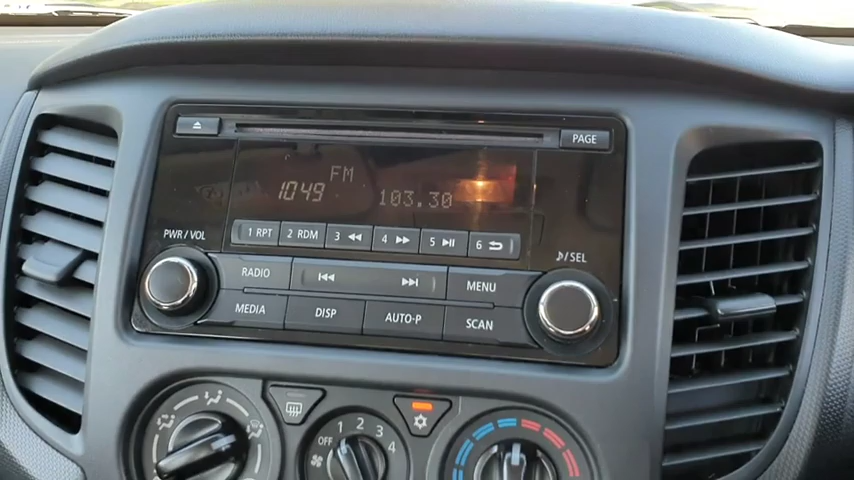 PAGE
FM
1049 103.30
PWR/VOL
1 RPT 2 RDM 3 4 5 6
♪/SEL
RADIO MENU
MEDIA DISP AUTO-P SCAN
OFF 1 2 3 4